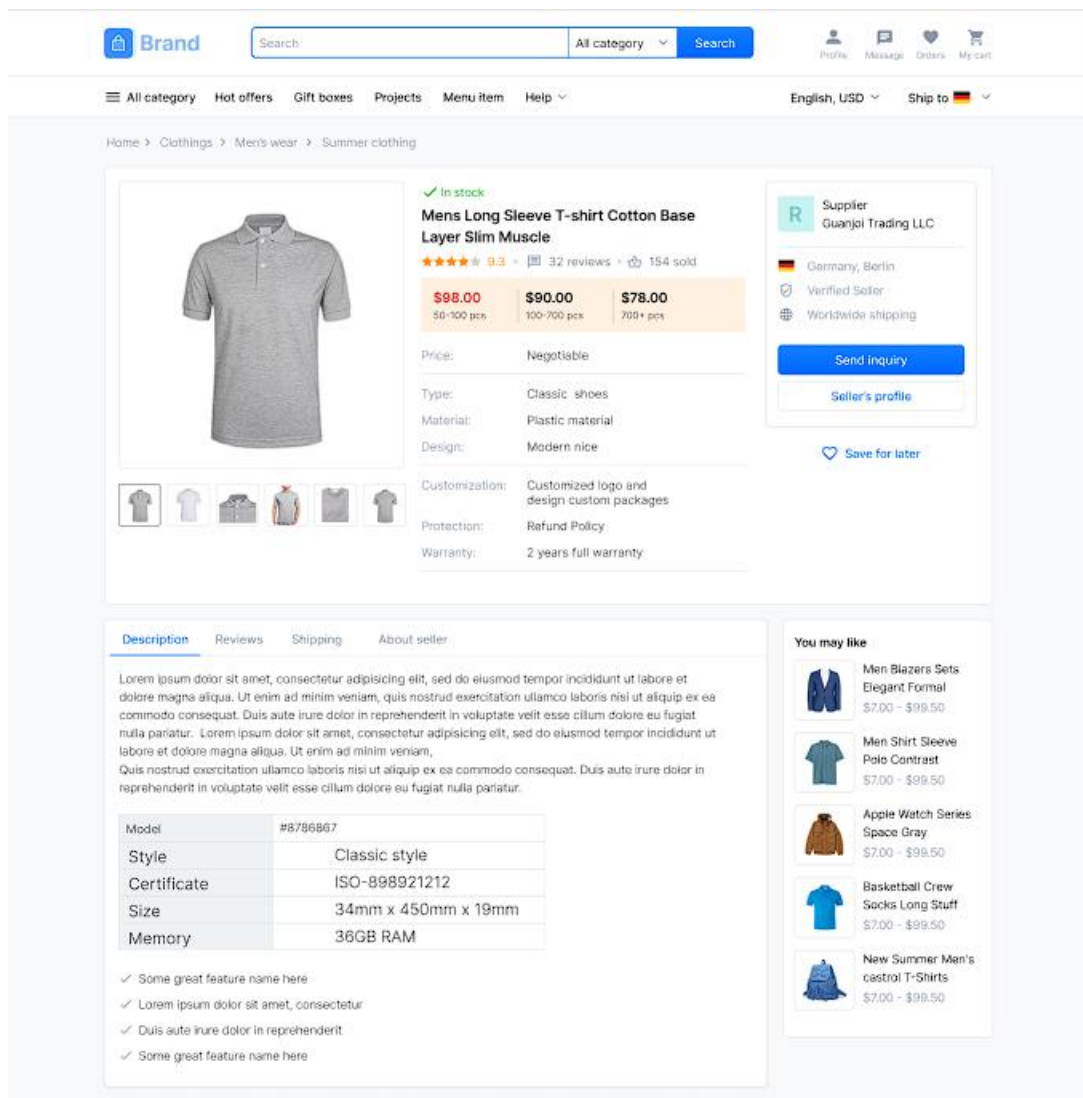 Brand
Search
All category
Search
Profile
Message
Orders
My cart
All category
Hot offers
Gift boxes
Projects
Menu item
Help
English, USD
Ship to
Home > Clothings > Men's wear > Summer clothing
In stock
Mens Long Sleeve T-shirt Cotton Base
Layer Slim Muscle
9.3
32 reviews
154 sold
$98.00
$90.00
$78.00
50-100 pcs
100-700 pcs
700+ pcs
Price: Negotiable
Type: Classic shoes
Material: Plastic material
Design: Modern nice
Customization: Customized logo and
design custom packages
Protection: Refund Policy
Warranty: 2 years full warranty
R
Supplier
Guanjoi Trading LLC
Germany, Berlin
Verified Seller
Worldwide shipping
Send inquiry
Seller's profile
Save for later
Description
Reviews
Shipping
About seller
Lorem ipsum dolor sit amet, consectetur adipisicing elit, sed do eiusmod tempor incididunt ut labore et
dolore magna aliqua. Ut enim ad minim veniam, quis nostrud exercitation ullamco laboris nisi ut aliquip ex ea
commodo consequat. Duis aute irure dolor in reprehenderit in voluptate velit esse cillum dolore eu fugiat
nulla pariatur. Lorem ipsum dolor sit amet, consectetur adipisicing elit, sed do eiusmod tempor incididunt ut
labore et dolore magna aliqua. Ut enim ad minim veniam,
Quis nostrud exercitation ullamco laboris nisi ut aliquip ex ea commodo consequat. Duis aute irure dolor in
reprehenderit in voluptate velit esse cillum dolore eu fugiat nulla pariatur.
Model #8786867
Style Classic style
Certificate ISO-898921212
Size 34mm x 450mm x 19mm
Memory 36GB RAM
Some great feature name here
Lorem ipsum dolor sit amet, consectetur
Duis aute irure dolor in reprehenderit
Some great feature name here
You may like
Men Blazers Sets
Elegant Formal
$7.00 - $99.50
Men Shirt Sleeve
Polo Contrast
$7.00 - $99.50
Apple Watch Series
Space Gray
$7.00 - $99.50
Basketball Crew
Socks Long Stuff
$7.00 - $99.50
New Summer Men's
castrol T-Shirts
$7.00 - $99.50